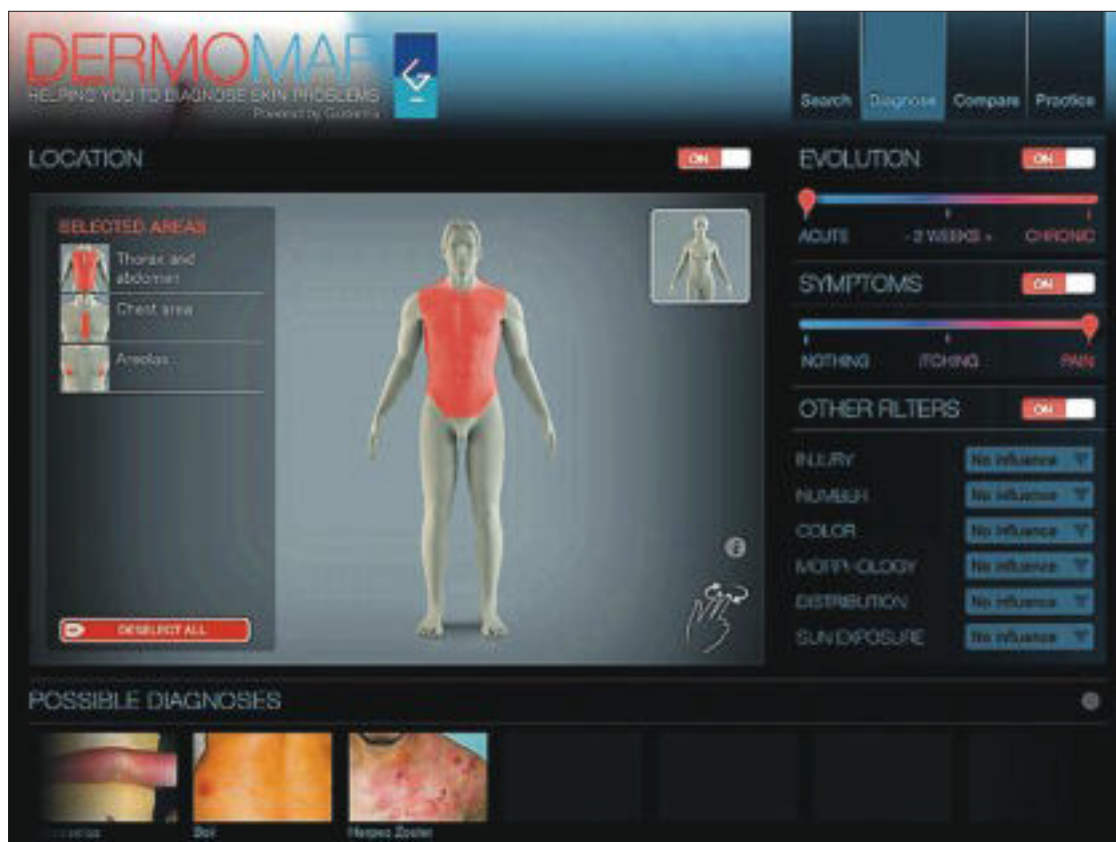 DERMOMAP
HELPING YOU TO DIAGNOSE SKIN PROBLEMS
Powered by
Search Diagnose Compare Practice
LOCATION
ON
SELECTED AREAS
Thorax and
abdomen
Chest area
Areolas
DESELECT ALL
EVOLUTION
ON
ACUTE - 2 WEEKS + CHRONIC
SYMPTOMS
ON
NOTHING ITCHING PAIN
OTHER FILTERS
ON
INJURY No influence
NUMBER No influence
COLOR No influence
MORPHOLOGY No influence
DISTRIBUTION No influence
SUN EXPOSURE No influence
POSSIBLE DIAGNOSES
Boil
Herpes Zoster